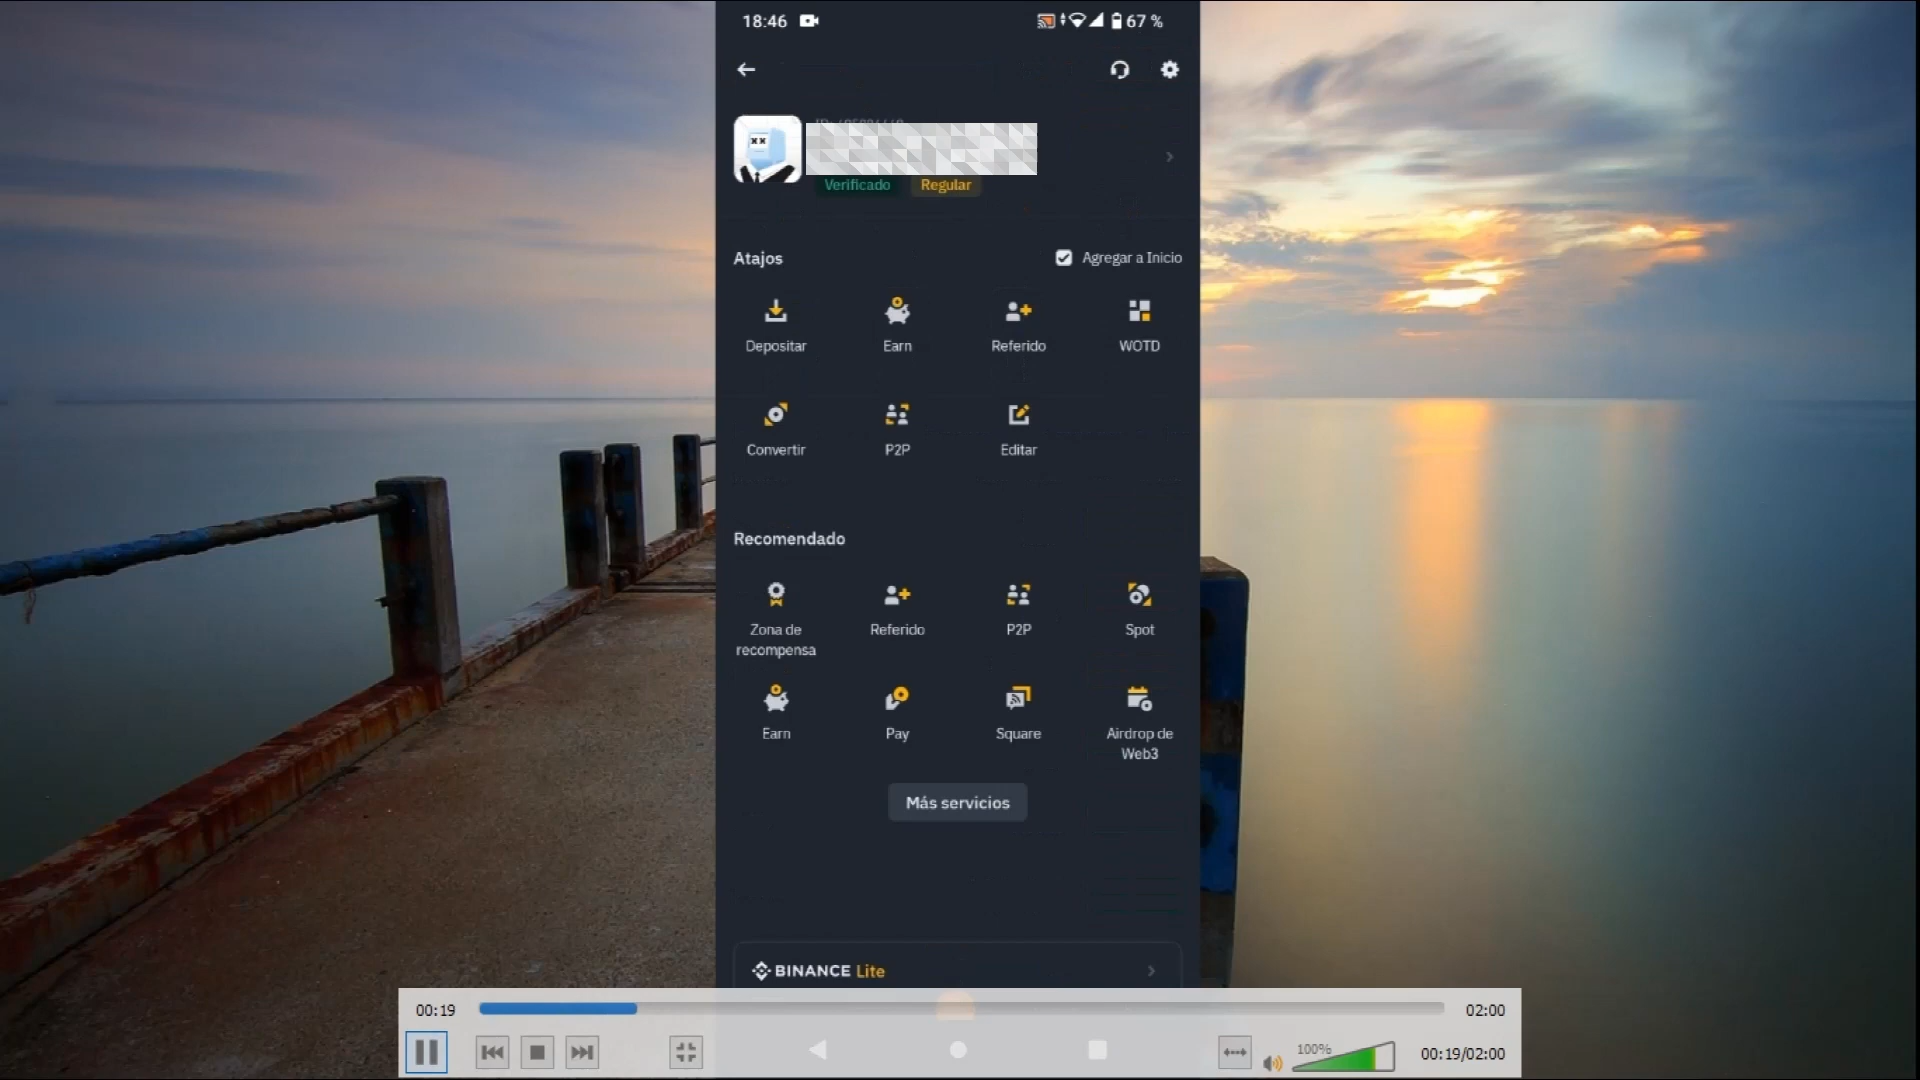 18:46
67 %
Verificado
Regular
Atajos
Agregar a Inicio
Depositar
Earn
Referido
WOTD
Convertir
P2P
Editar
Recomendado
Zona de
recompensa
Referido
P2P
Spot
Earn
Pay
Square
Airdrop de
Web3
Más servicios
BINANCE Lite
00:19
02:00
100%
00:19/02:00